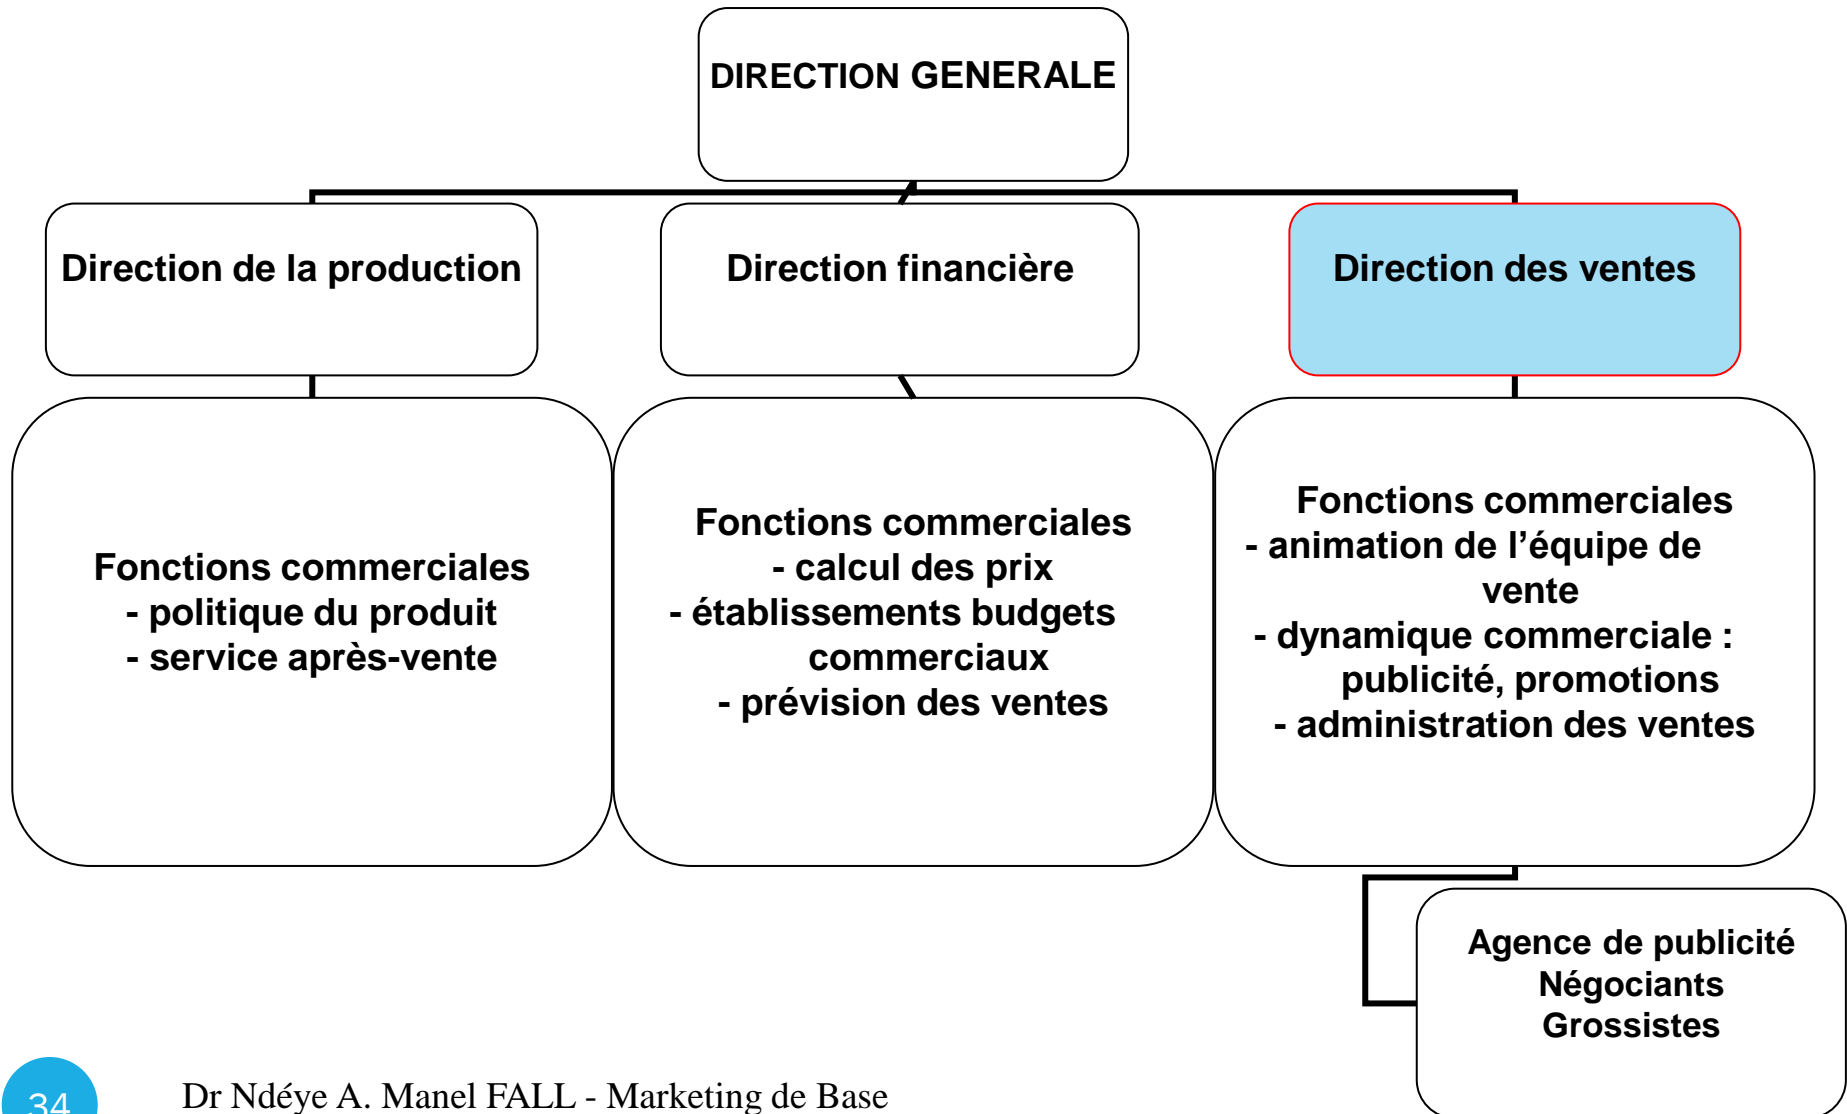 DIRECTION GENERALE
Direction de la production
Direction financière
Direction des ventes
Fonctions commerciales
- politique du produit
- service après-vente
Fonctions commerciales
- calcul des prix
- établissements budgets
commerciaux
- prévision des ventes
Fonctions commerciales
- animation de l’équipe de
vente
- dynamique commerciale :
publicité, promotions
- administration des ventes
Agence de publicité
Négociants
Grossistes
34
Dr Ndéye A. Manel FALL - Marketing de Base